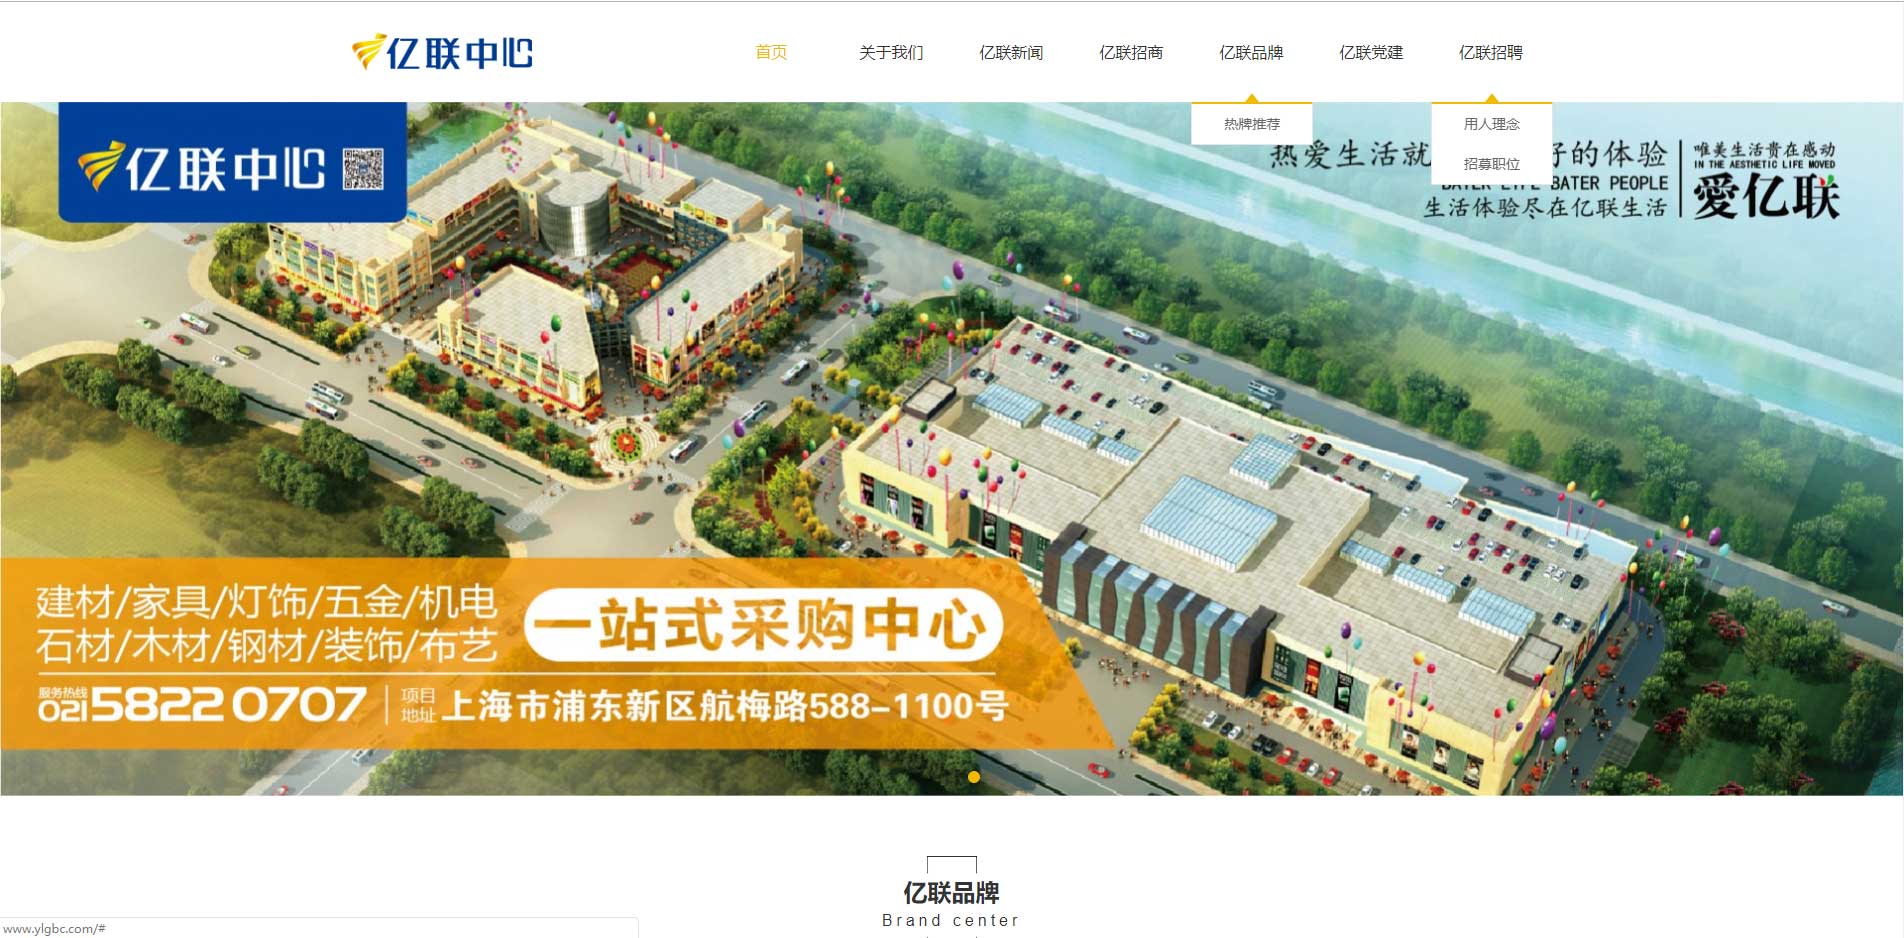 亿联中心
首页 关于我们 亿联新闻 亿联招商 亿联品牌 亿联党建 亿联招聘
热牌推荐
用人理念
招募职位
亿联中心
热爱生活就 好的体验
BATER LIFE BATER PEOPLE
生活体验尽在亿联生活
唯美生活贵在感动
IN THE AESTHETIC LIFE MOVED
愛亿联
建材/家具/灯饰/五金/机电
石材/木材/钢材/装饰/布艺
一站式采购中心
服务热线
021 5822 0707
项目
地址
上海市浦东新区航梅路588-1100号
亿联品牌
Brand center
www.ylgbc.com/#